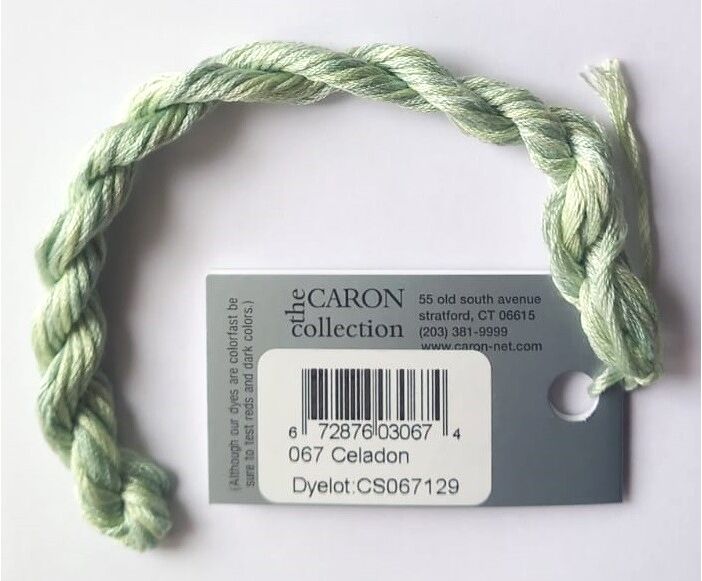 (Although our dyes are colorfast be
sure to test reds and dark colors.)
the CARON
collection
55 old south avenue
stratford, CT 06615
(203) 381-9999
www.caron-net.com
6 72876 03067 4
067 Celadon
Dyelot:CS067129